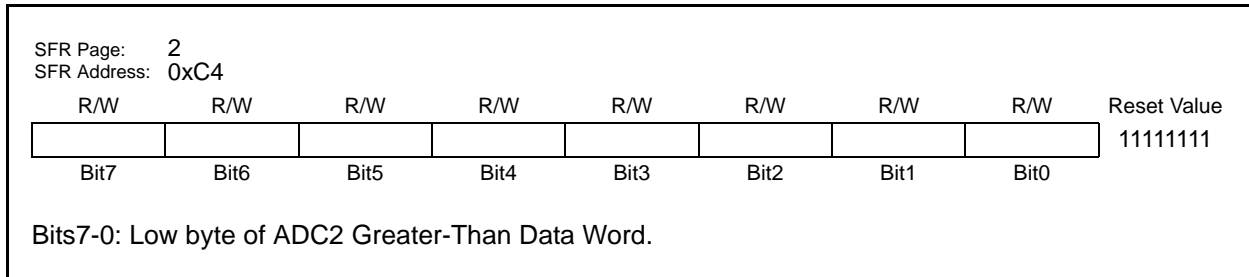 SFR Page: 2
SFR Address: 0xC4
R/W R/W R/W R/W R/W R/W R/W R/W Reset Value
11111111
Bit7 Bit6 Bit5 Bit4 Bit3 Bit2 Bit1 Bit0
Bits7-0: Low byte of ADC2 Greater-Than Data Word.